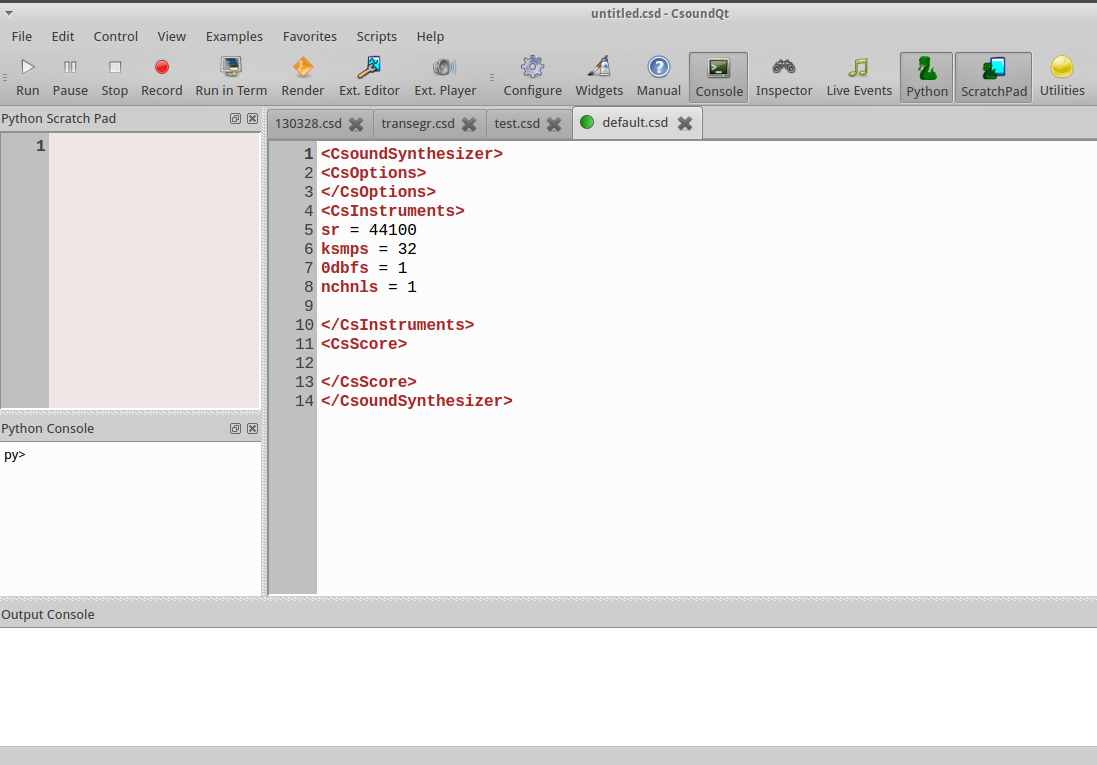 untitled.csd - CsoundQt
File Edit Control View Examples Favorites Scripts Help
Run Pause Stop Record Run in Term Render Ext. Editor Ext. Player Configure Widgets Manual Console Inspector Live Events Python ScratchPad Utilities
Python Scratch Pad
1
130328.csd transegr.csd test.csd default.csd
1 <CsoundSynthesizer>
2 <CsOptions>
3 </CsOptions>
4 <CsInstruments>
5 sr = 44100
6 ksmps = 32
7 0dbfs = 1
8 nchnls = 1
9
10 </CsInstruments>
11 <CsScore>
12
13 </CsScore>
14 </CsoundSynthesizer>
Python Console
py>
Output Console